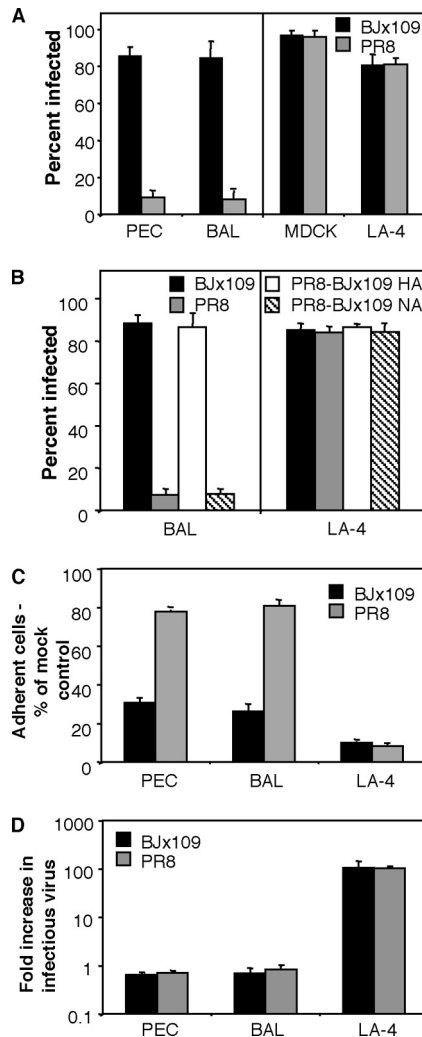 A
Percent infected
100
80
60
40
20
0
BJx109
PR8
PEC BAL MDCK LA-4
B
Percent infected
100
80
60
40
20
0
BJx109 PR8-BJx109 HA
PR8 PR8-BJx109 NA
BAL LA-4
C
Adherent cells -
% of mock
control
100
80
60
40
20
0
BJx109
PR8
PEC BAL LA-4
D
Fold increase in
infectious virus
1000
100
10
1
0.1
BJx109
PR8
PEC BAL LA-4